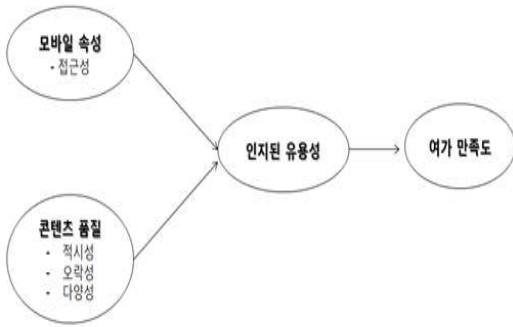 모바일 속성
- 접근성
인지된 유용성
여가 만족도
콘텐츠 품질
- 적시성
- 오락성
- 다양성